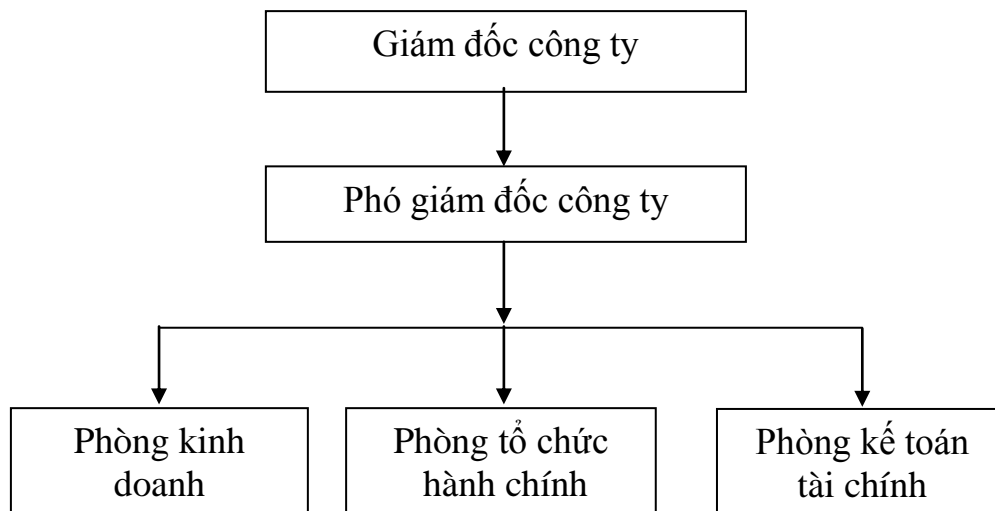 Giám đốc công ty
Phó giám đốc công ty
Phòng kinh
doanh
Phòng tổ chức
hành chính
Phòng kế toán
tài chính